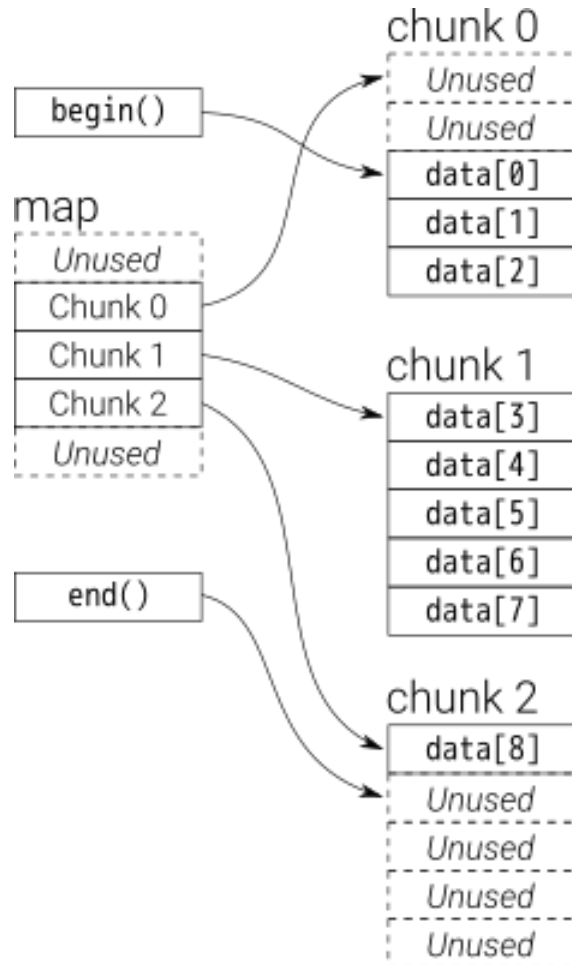 begin()
map
Unused
Chunk 0
Chunk 1
Chunk 2
Unused
end()
chunk 0
Unused
Unused
data[0]
data[1]
data[2]
chunk 1
data[3]
data[4]
data[5]
data[6]
data[7]
chunk 2
data[8]
Unused
Unused
Unused
Unused